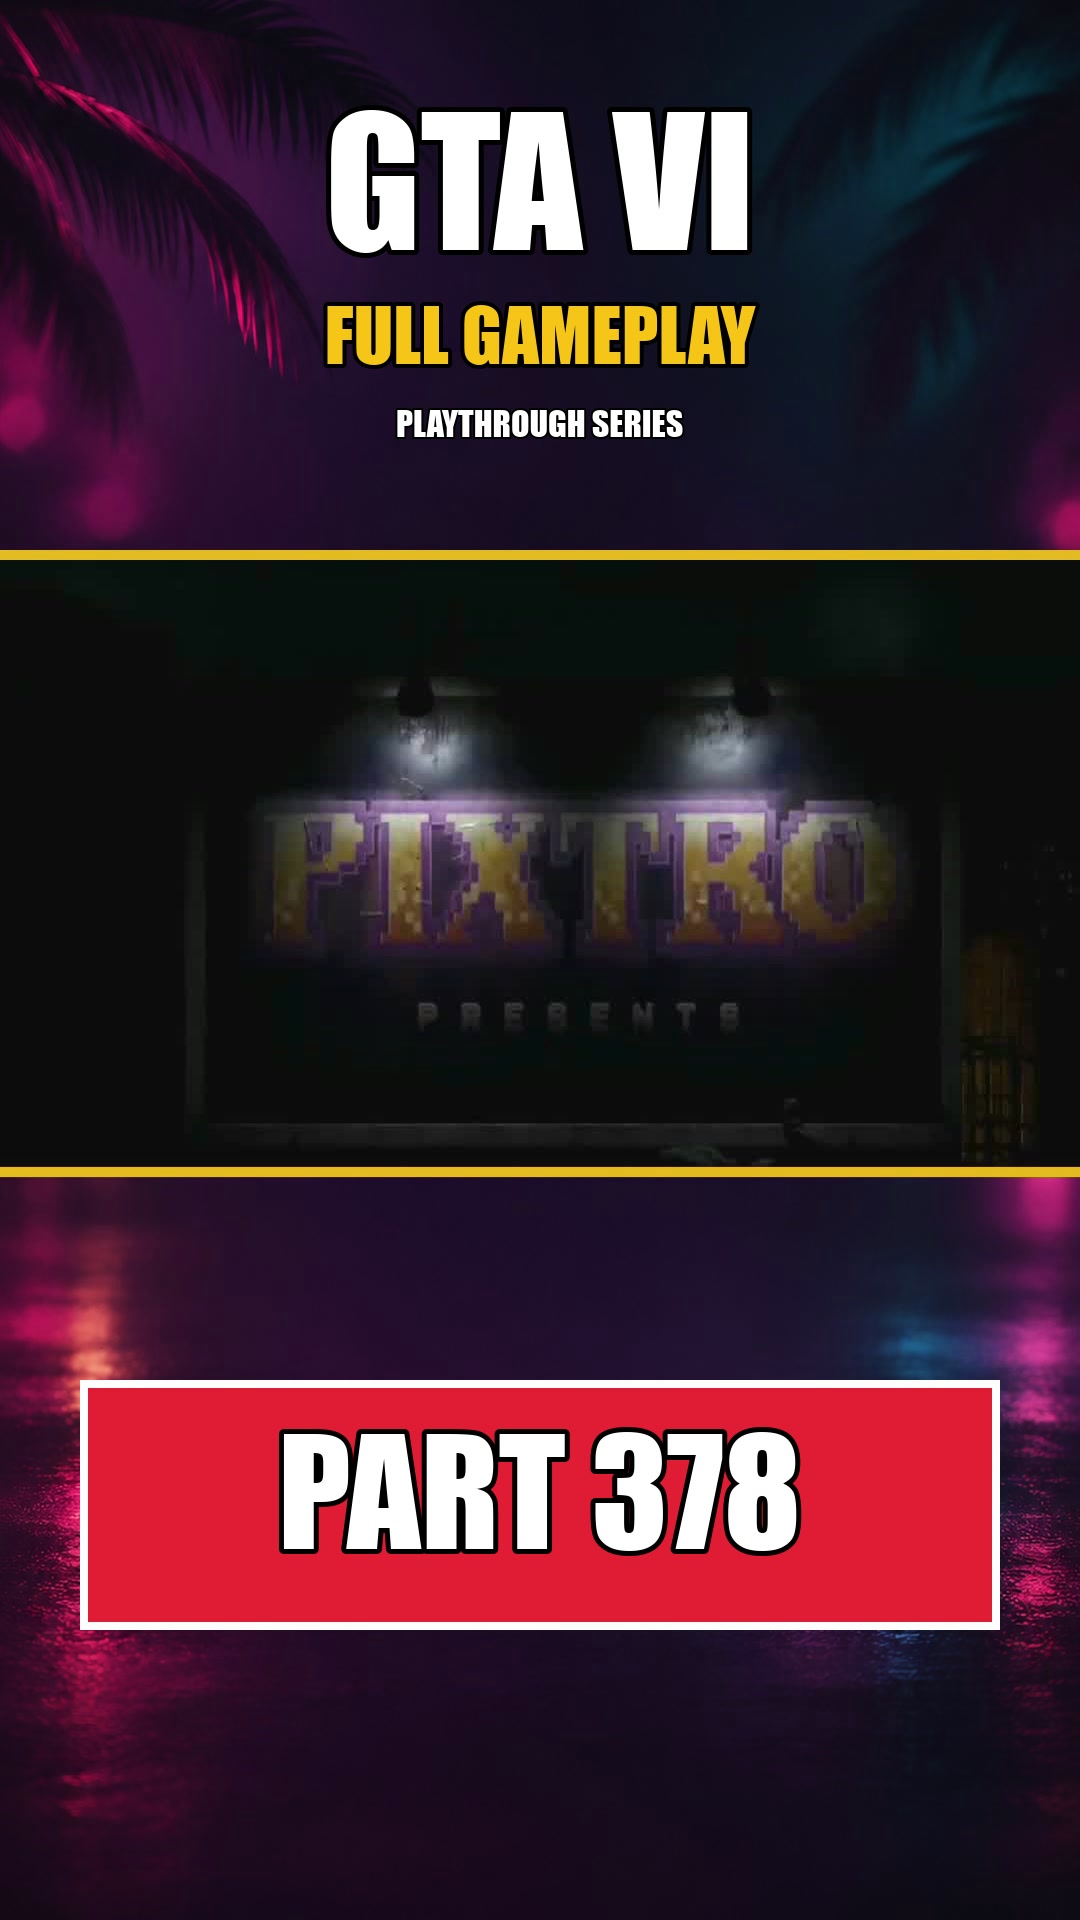 GTA VI
FULL GAMEPLAY
PLAYTHROUGH SERIES
PIXTRO
PRESENTS
PART 378